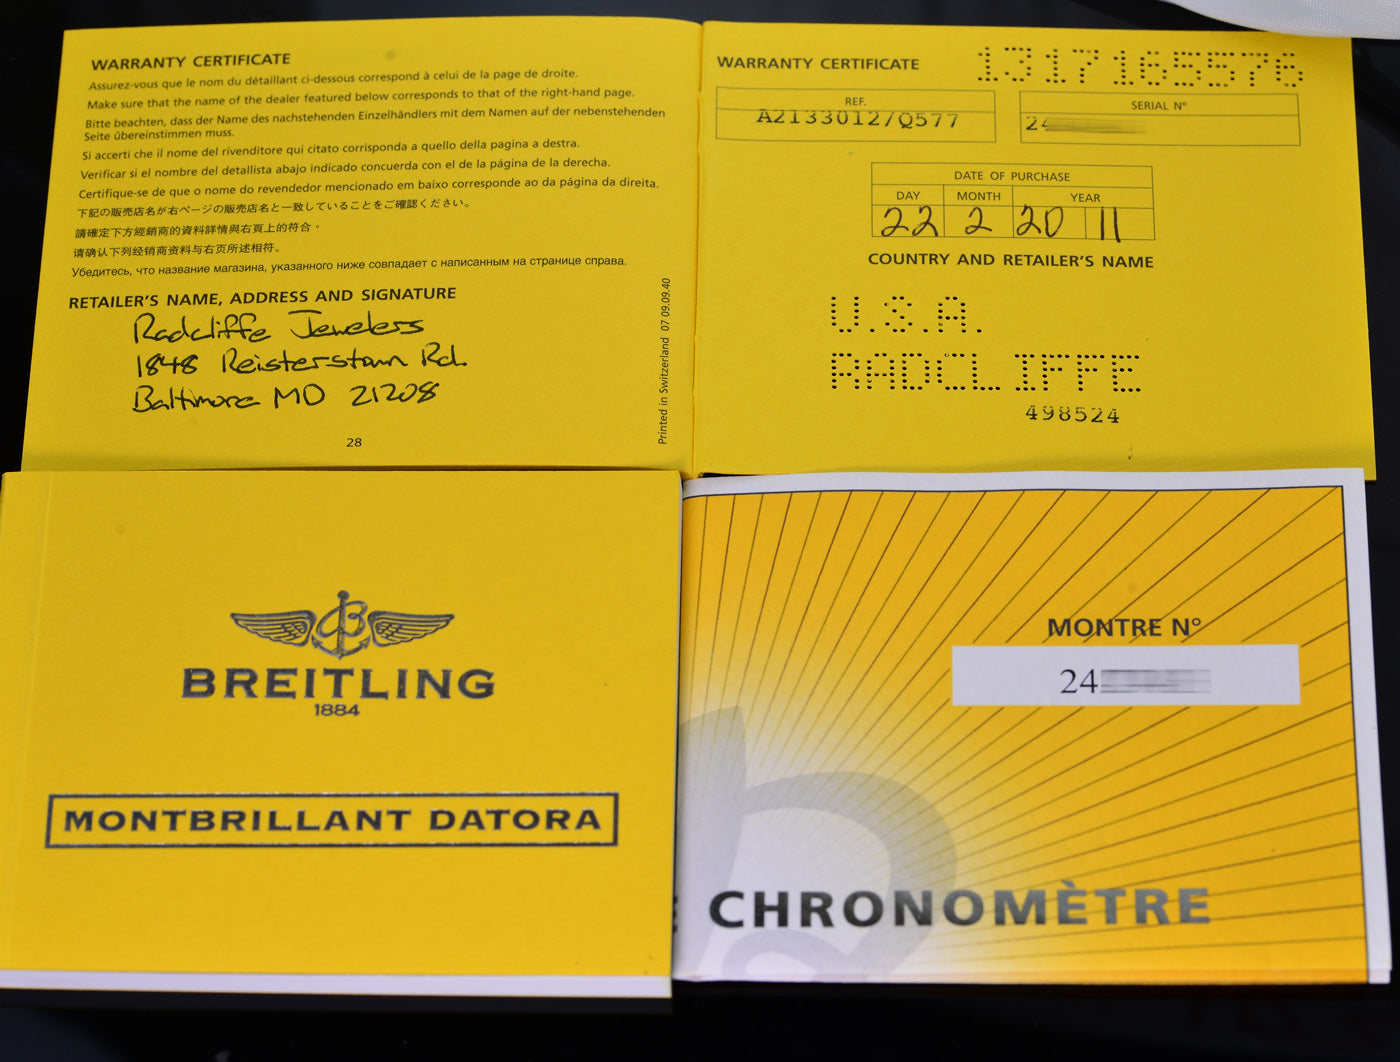 WARRANTY CERTIFICATE
Assurez-vous que le nom du détaillant ci-dessous correspond à celui de la page de droite.
Make sure that the name of the dealer featured below corresponds to that of the right-hand page.
Bitte beachten, dass der Name des nachstehenden Einzelhändlers mit dem Namen auf der nebenstehenden
Seite übereinstimmen muss.
Si accerti che il nome del rivenditore qui citato corrisponda a quello della pagina a destra.
Verificar si el nombre del detallista abajo indicado concuerda con el de la página de la derecha.
Certifique-se de que o nome do revendedor mencionado em baixo corresponde ao da página da direita.
下記の販売店名が右ページの販売店名と一致していることをご確認ください。
請確定下方經銷商的資料詳情與右頁上的符合。
请确认下列经销商资料与右页所述相符。
Убедитесь, что название магазина, указанного ниже совпадает с написанным на странице справа.
RETAILER'S NAME, ADDRESS AND SIGNATURE
Radcliffe Jewelers
1848 Reisterstown Rd.
Baltimore MD 21208
28
Printed in Switzerland 07 09.09.40
WARRANTY CERTIFICATE
1317165576
REF.
A2133012/Q577
SERIAL N°
24
DATE OF PURCHASE
DAY MONTH YEAR
22 2 20 11
COUNTRY AND RETAILER'S NAME
U.S.A.
RADCLIFFE
498524
BREITLING
1884
MONTBRILLANT DATORA
MONTRE N°
24
CHRONOMÈTRE